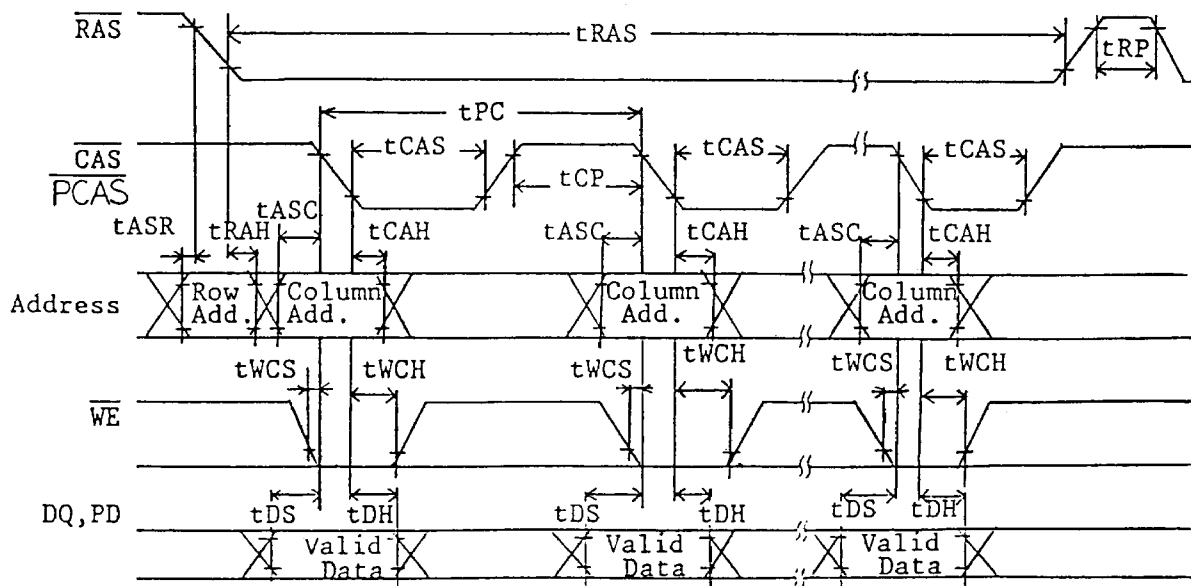 RAS
tRAS
tRP
tPC
CAS
tCAS
tCAS
tCAS
PCAS
tCP
tASR
tRAH
tASC
tCAH
tASC
tCAH
tASC
tCAH
Address
Row
Add.
Column
Add.
Column
Add.
Column
Add.
tWCS
tWCH
tWCS
tWCH
tWCS
tWCH
WE
DQ,PD
tDS
tDH
tDS
tDH
tDS
tDH
Valid
Data
Valid
Data
Valid
Data